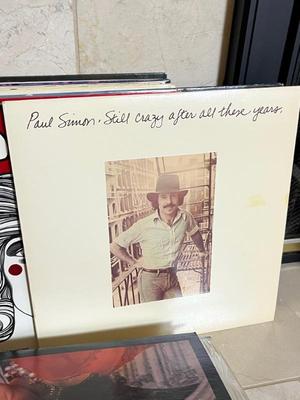 Paul Simon. Still crazy after all these years.